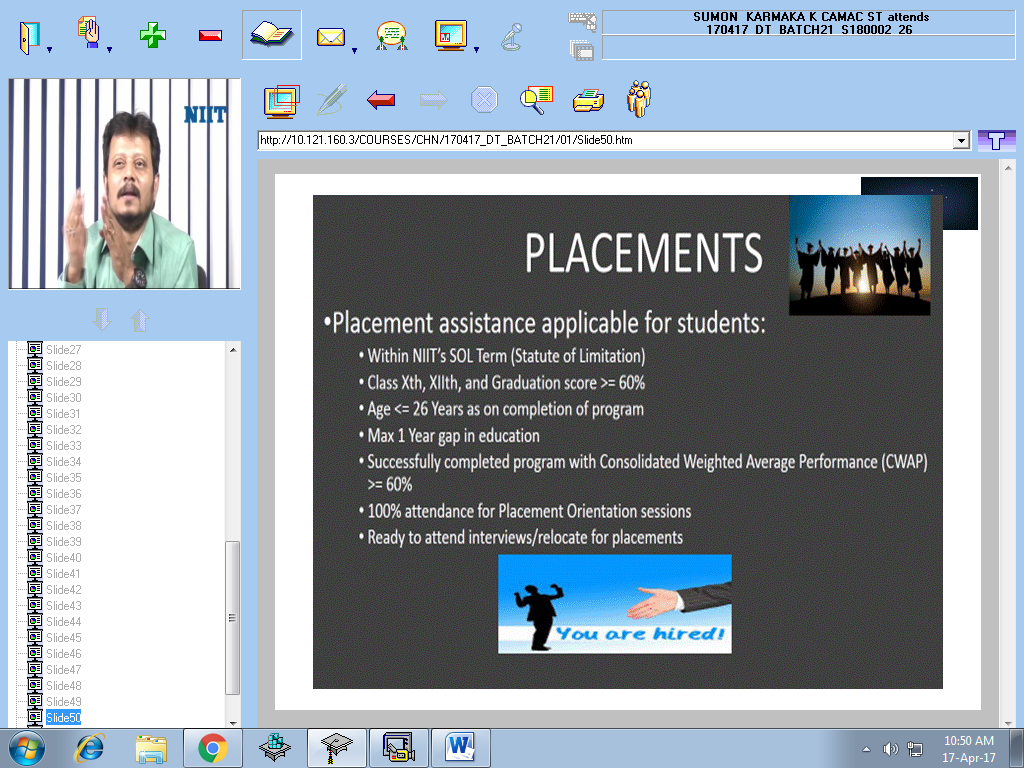 SUMON KARMAKA K CAMAC ST attends
170417_DT_BATCH21_S180002_26
NIIT
http://10.121.160.3/COURSES/CHN/170417_DT_BATCH21/01/Slide50.htm
T
PLACEMENTS
•Placement assistance applicable for students:
• Within NIIT's SOL Term (Statute of Limitation)
• Class Xth, XIIth, and Graduation score >= 60%
• Age <= 26 Years as on completion of program
• Max 1 Year gap in education
• Successfully completed program with Consolidated Weighted Average Performance (CWAP)
>= 60%
• 100% attendance for Placement Orientation sessions
• Ready to attend interviews/relocate for placements
You are hired!
Slide27
Slide28
Slide29
Slide30
Slide31
Slide32
Slide33
Slide34
Slide35
Slide36
Slide37
Slide38
Slide39
Slide40
Slide41
Slide42
Slide43
Slide44
Slide45
Slide46
Slide47
Slide48
Slide49
Slide50
10:50 AM
17-Apr-17